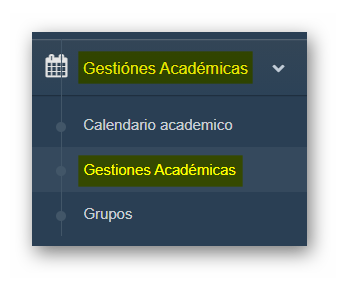 Gestiónes Académicas
Calendario academico
Gestiones Académicas
Grupos